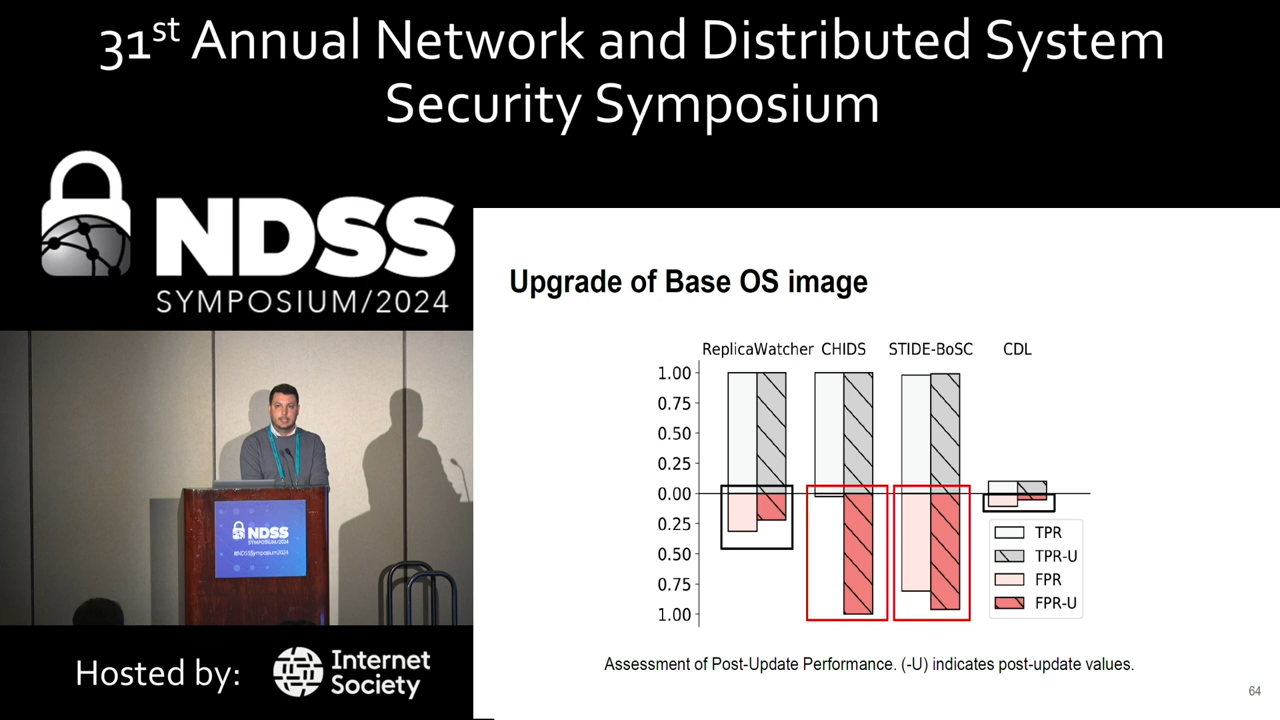 31st Annual Network and Distributed System
Security Symposium
NDSS
SYMPOSIUM/2024
Upgrade of Base OS image
ReplicaWatcher CHIDS STIDE-BoSC CDL
1.00
0.75
0.50
0.25
0.00
0.25
0.50
0.75
1.00
TPR
TPR-U
FPR
FPR-U
Assessment of Post-Update Performance. (-U) indicates post-update values.
64
NDSS
SYMPOSIUM/2024
#NDSSSymposium2024
Hosted by:
Internet
Society